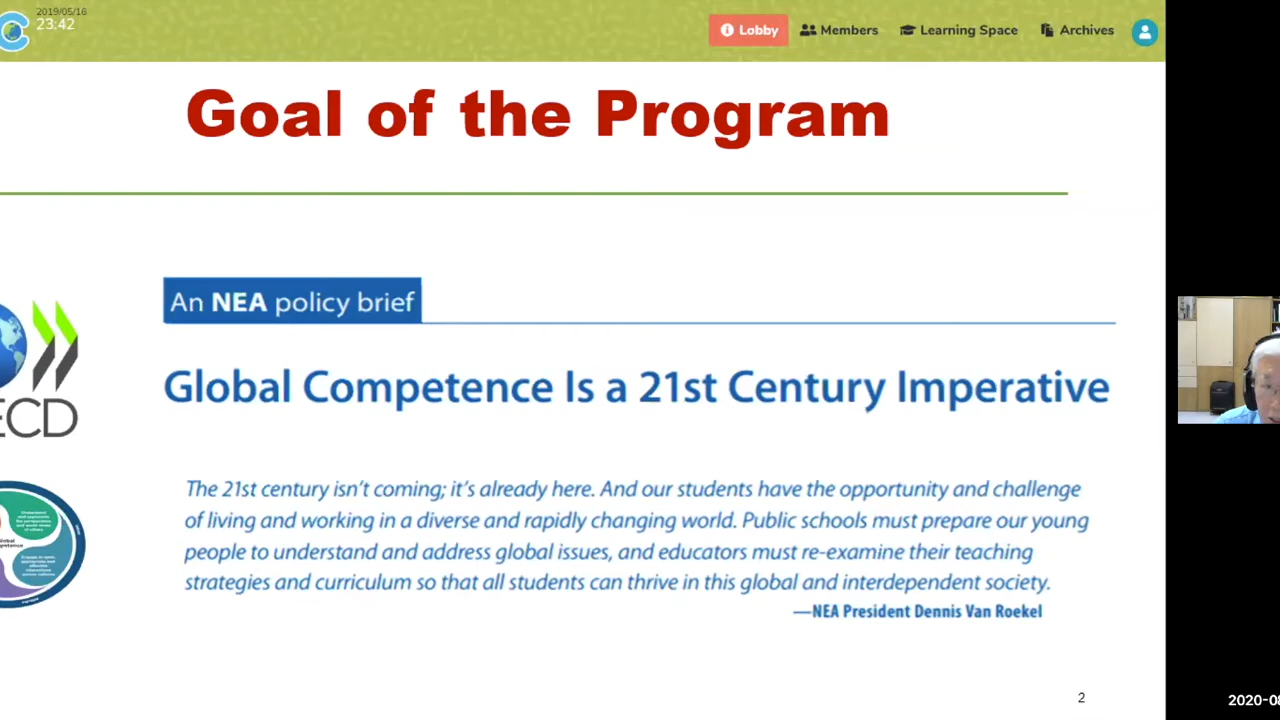 2019/05/16
23:42
Lobby
Members
Learning Space
Archives
Goal of the Program
An NEA policy brief
Global Competence Is a 21st Century Imperative
ECD
The 21st century isn't coming; it's already here. And our students have the opportunity and challenge
of living and working in a diverse and rapidly changing world. Public schools must prepare our young
people to understand and address global issues, and educators must re-examine their teaching
strategies and curriculum so that all students can thrive in this global and interdependent society.
—NEA President Dennis Van Roekel
2
2020-08